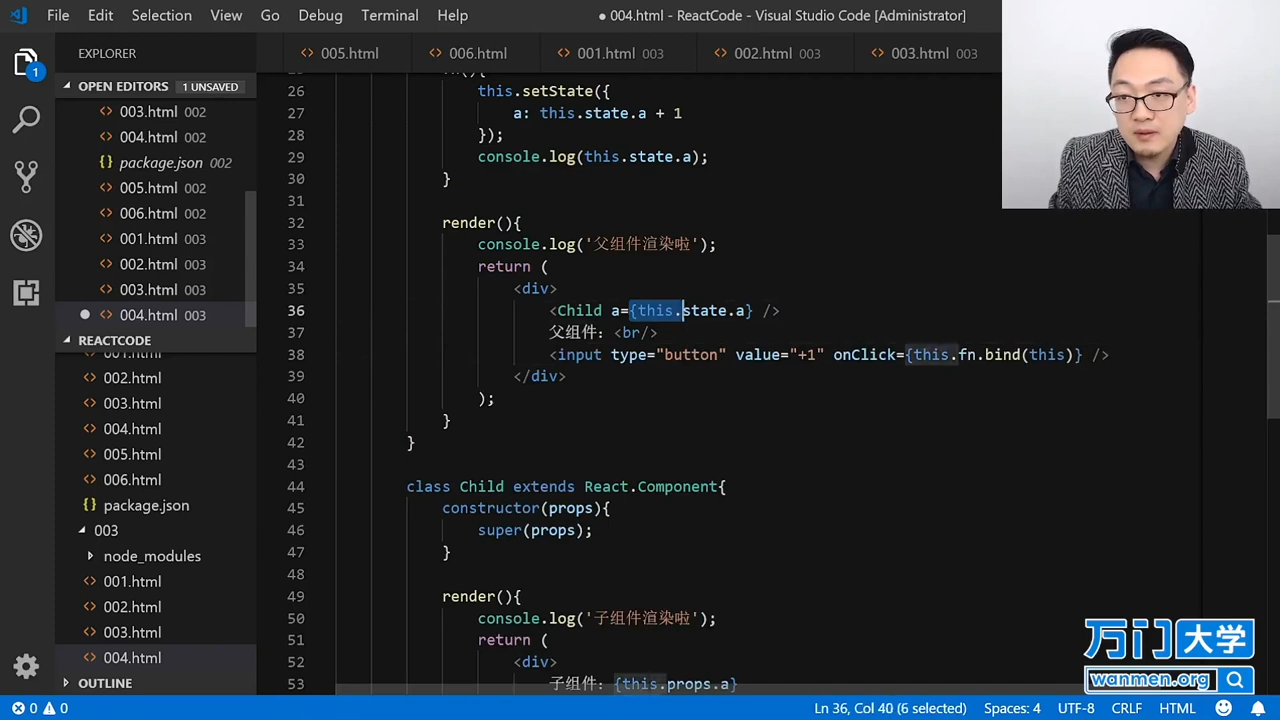 File Edit Selection View Go Debug Terminal Help
● 004.html - ReactCode - Visual Studio Code [Administrator]
EXPLORER
005.html
006.html
001.html 003
002.html 003
003.html 003
1
OPEN EDITORS 1 UNSAVED
003.html 002
004.html 002
package.json 002
005.html 002
006.html 002
001.html 003
002.html 003
003.html 003
004.html 003
REACTCODE
002.html
003.html
004.html
005.html
006.html
package.json
003
node_modules
001.html
002.html
003.html
004.html
OUTLINE
26 this.setState({
27 a: this.state.a + 1
28 });
29 console.log(this.state.a);
30 }
31
32 render(){
33 console.log('父组件渲染啦');
34 return (
35 <div>
36 <Child a={this.state.a} />
37 父组件：<br/>
38 <input type="button" value="+1" onClick={this.fn.bind(this)} />
39 </div>
40 );
41 }
42 }
43
44 class Child extends React.Component{
45 constructor(props){
46 super(props);
47 }
48
49 render(){
50 console.log('子组件渲染啦');
51 return (
52 <div>
53 子组件：{this.props.a}
万门大学
wanmen.org
0 0
Ln 36, Col 40 (6 selected) Spaces: 4 UTF-8 CRLF HTML